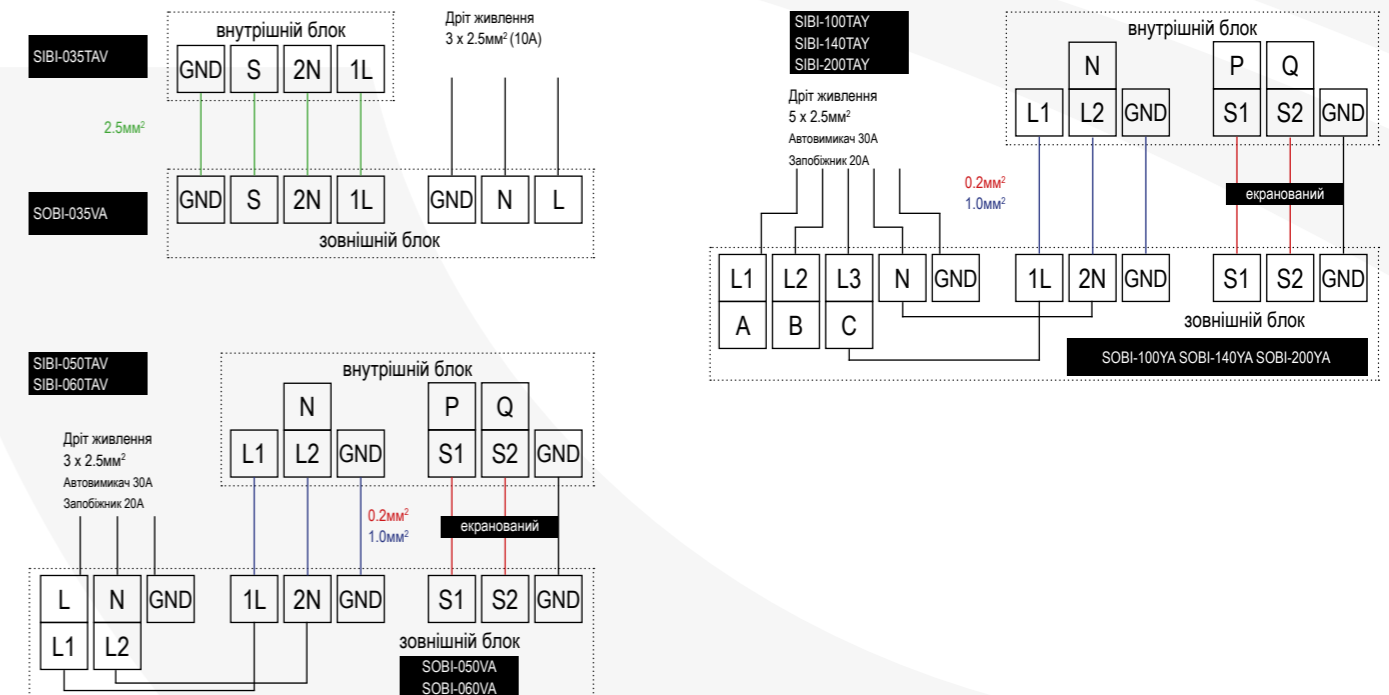 SIBI-035TAV
внутрішній блок
GND S 2N 1L
Дріт живлення
3 x 2.5мм² (10А)
2.5мм²
SOBI-035VA
GND S 2N 1L
GND N L
зовнішній блок
SIBI-050TAV
SIBI-060TAV
внутрішній блок
Дріт живлення
3 x 2.5мм²
Автовимикач 30А
Запобіжник 20А
N
P Q
L1 L2 GND
S1 S2 GND
0.2мм²
1.0мм²
екранований
L N GND
L1 L2
1L 2N GND
S1 S2 GND
зовнішній блок
SOBI-050VA
SOBI-060VA
SIBI-100TAY
SIBI-140TAY
SIBI-200TAY
внутрішній блок
Дріт живлення
5 x 2.5мм²
Автовимикач 30А
Запобіжник 20А
N
P Q
L1 L2 GND
S1 S2 GND
0.2мм²
1.0мм²
екранований
L1 L2 L3 N GND
A B C
1L 2N GND
S1 S2 GND
зовнішній блок
SOBI-100YA SOBI-140YA SOBI-200YA